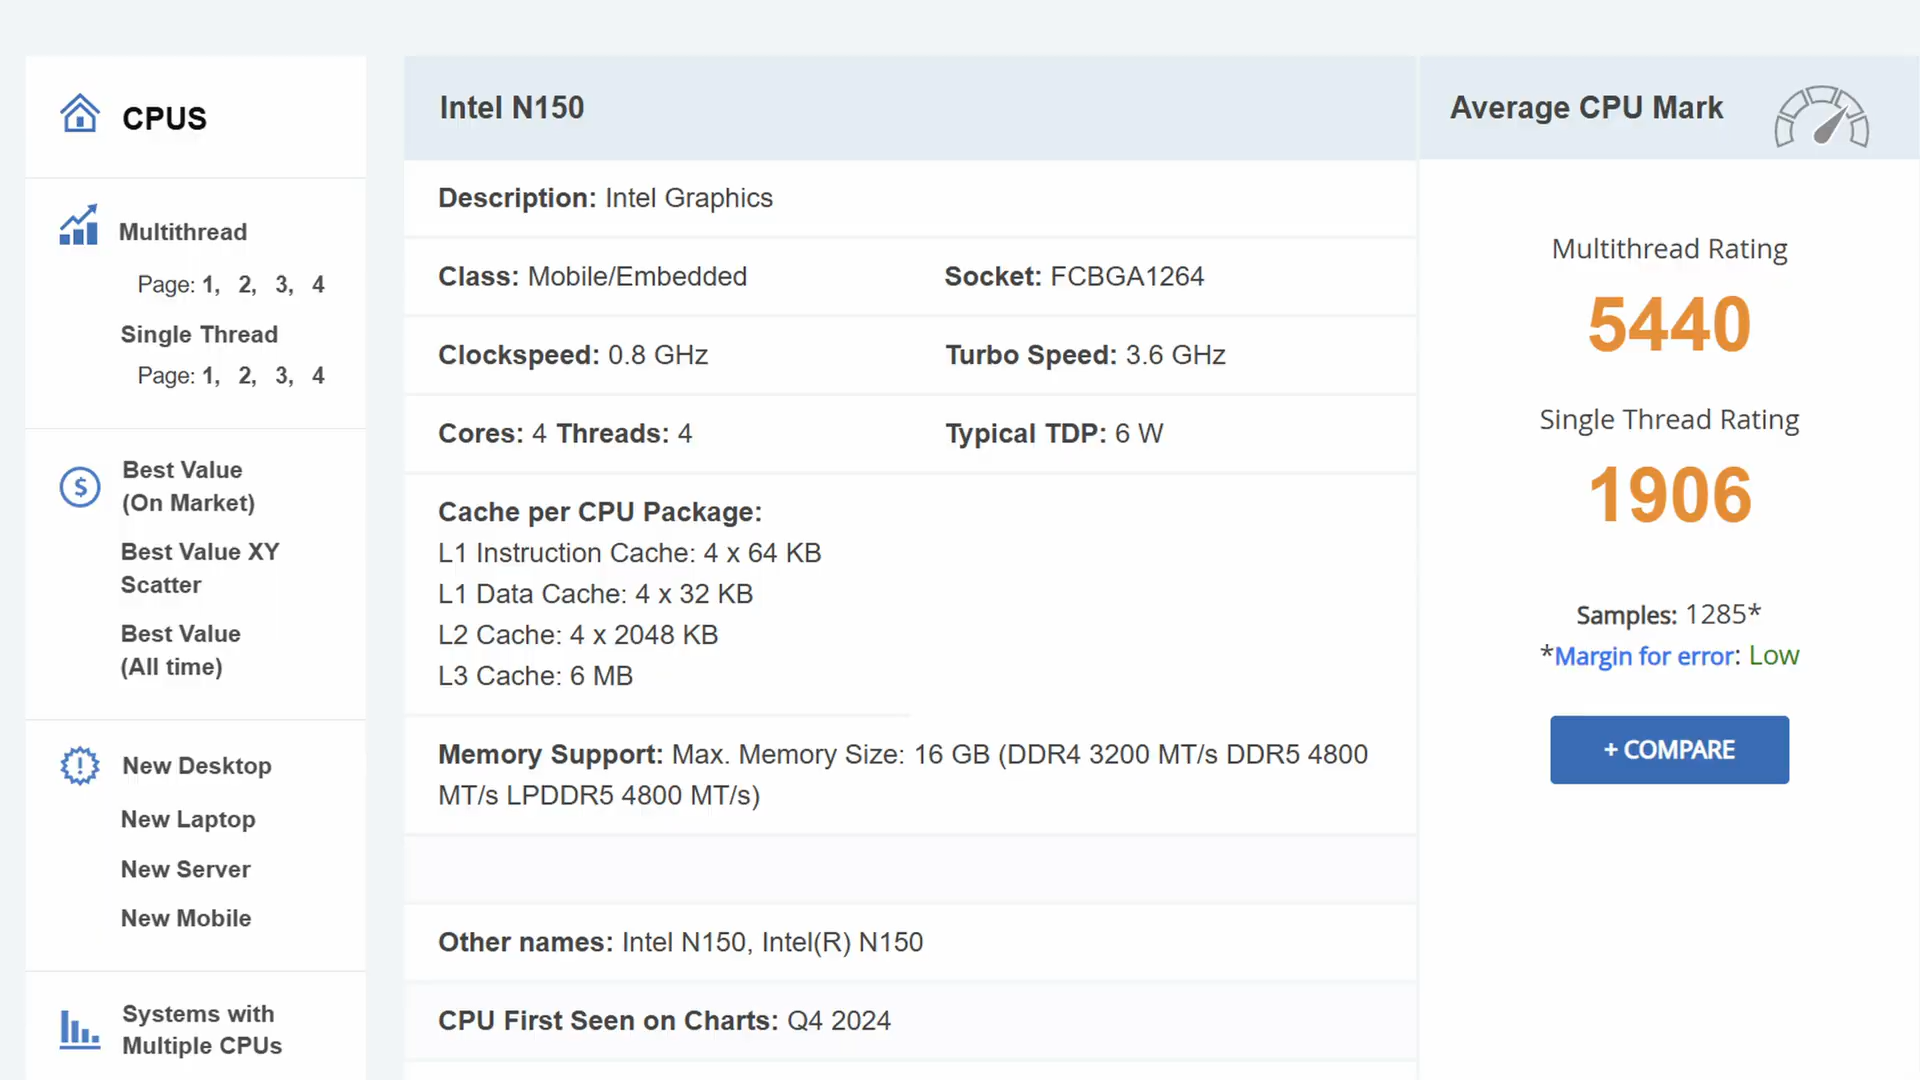 CPUS
Multithread
Page: 1, 2, 3, 4
Single Thread
Page: 1, 2, 3, 4
Best Value
(On Market)
Best Value XY
Scatter
Best Value
(All time)
New Desktop
New Laptop
New Server
New Mobile
Systems with
Multiple CPUs
Intel N150
Description: Intel Graphics
Class: Mobile/Embedded
Socket: FCBGA1264
Clockspeed: 0.8 GHz
Turbo Speed: 3.6 GHz
Cores: 4 Threads: 4
Typical TDP: 6 W
Cache per CPU Package:
L1 Instruction Cache: 4 x 64 KB
L1 Data Cache: 4 x 32 KB
L2 Cache: 4 x 2048 KB
L3 Cache: 6 MB
Memory Support: Max. Memory Size: 16 GB (DDR4 3200 MT/s DDR5 4800
MT/s LPDDR5 4800 MT/s)
Other names: Intel N150, Intel(R) N150
CPU First Seen on Charts: Q4 2024
Average CPU Mark
Multithread Rating
5440
Single Thread Rating
1906
Samples: 1285*
*Margin for error: Low
+ COMPARE